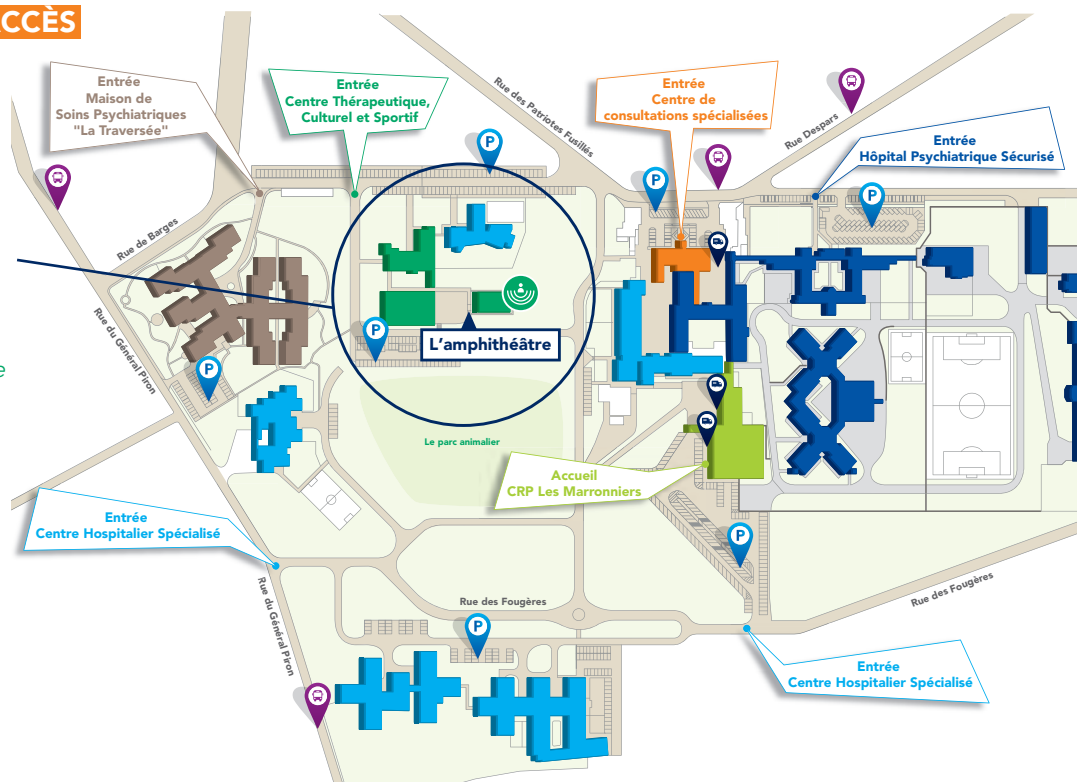 CCÈS
Entrée
Maison de
Soins Psychiatriques
"La Traversée"
Entrée
Centre Thérapeutique,
Culturel et Sportif
Rue des Patriotes Fusillés
Entrée
Centre de
consultations spécialisées
Rue Despars
Entrée
Hôpital Psychiatrique Sécurisé
P
P
P
Rue de Barges
Rue du Général Piron
P
L'amphithéâtre
P
e
Le parc animalier
Accueil
CRP Les Marronniers
Entrée
Centre Hospitalier Spécialisé
P
Rue du Général Piron
Rue des Fougères
Rue des Fougères
P
Entrée
Centre Hospitalier Spécialisé